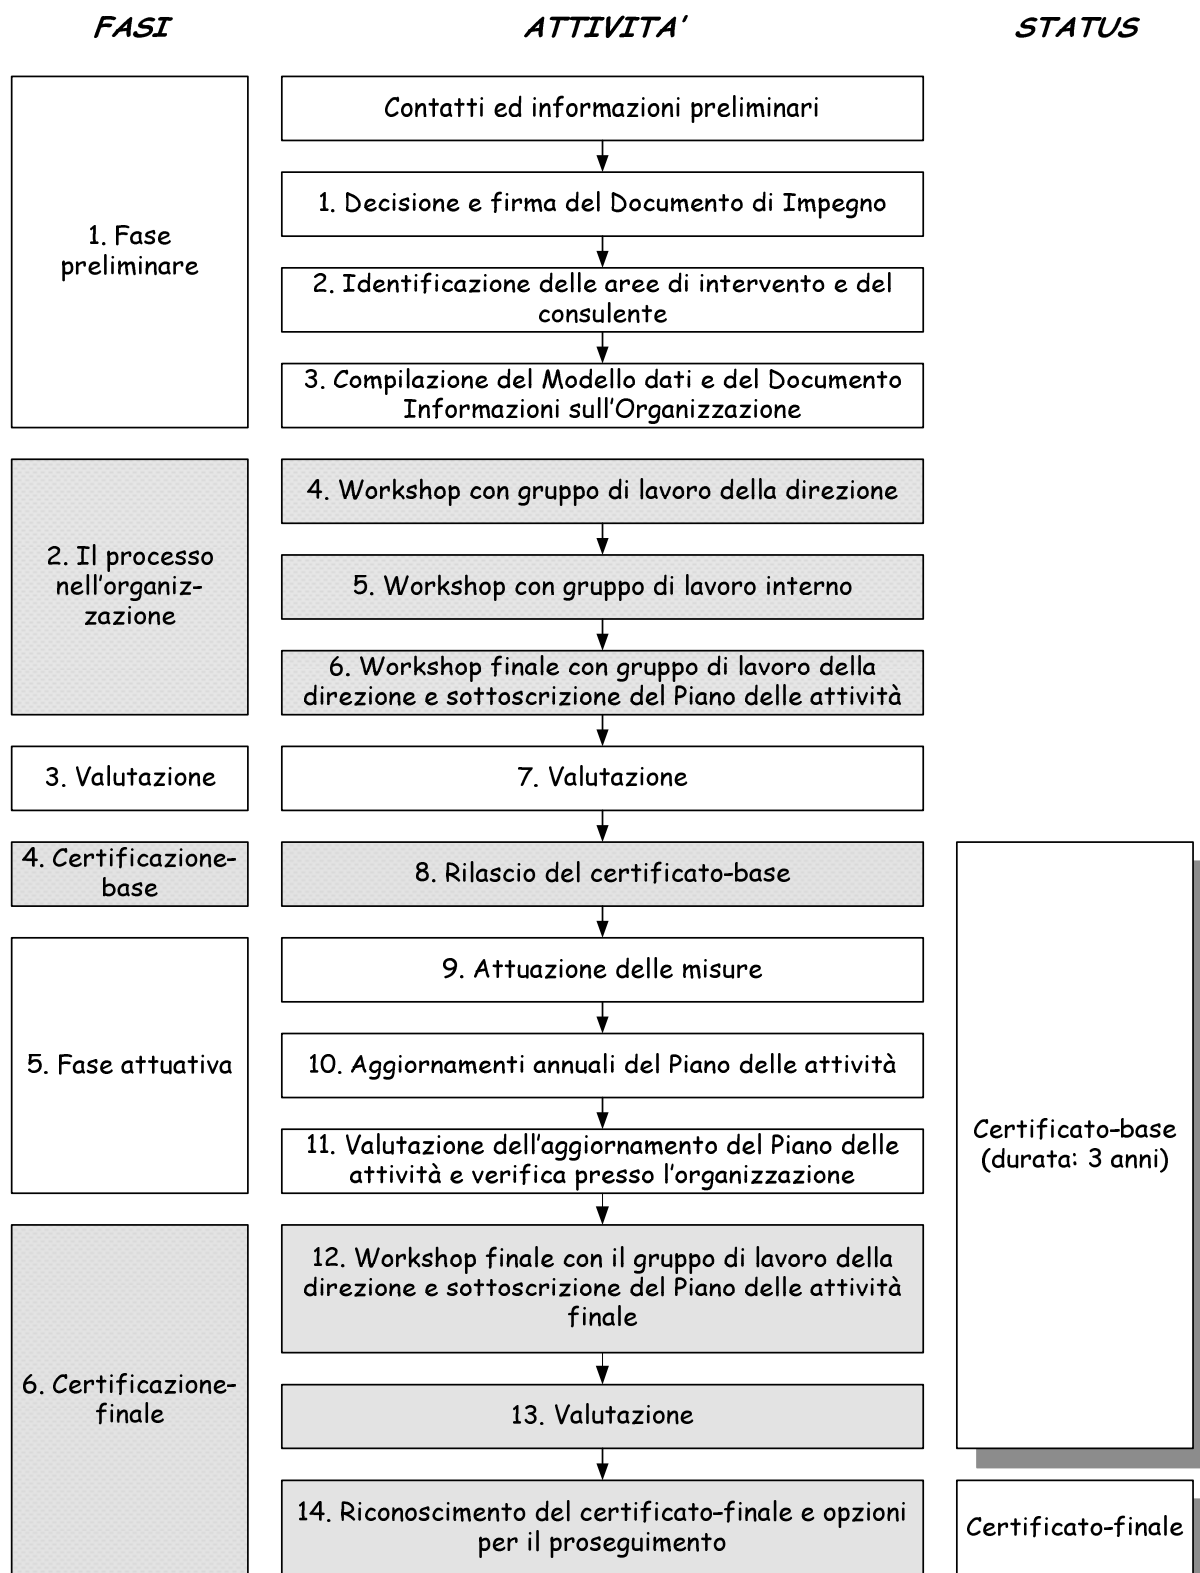 FASI
ATTIVITA’
STATUS
Contatti ed informazioni preliminari
1. Fase
preliminare
1. Decisione e firma del Documento di Impegno
2. Identificazione delle aree di intervento e del
consulente
3. Compilazione del Modello dati e del Documento
Informazioni sull’Organizzazione
2. Il processo
nell’organiz-
zazione
4. Workshop con gruppo di lavoro della direzione
5. Workshop con gruppo di lavoro interno
6. Workshop finale con gruppo di lavoro della
direzione e sottoscrizione del Piano delle attività
3. Valutazione
7. Valutazione
4. Certificazione-
base
8. Rilascio del certificato-base
5. Fase attuativa
9. Attuazione delle misure
10. Aggiornamenti annuali del Piano delle attività
11. Valutazione dell’aggiornamento del Piano delle
attività e verifica presso l’organizzazione
Certificato-base
(durata: 3 anni)
6. Certificazione-
finale
12. Workshop finale con il gruppo di lavoro della
direzione e sottoscrizione del Piano delle attività
finale
13. Valutazione
14. Riconoscimento del certificato-finale e opzioni
per il proseguimento
Certificato-finale